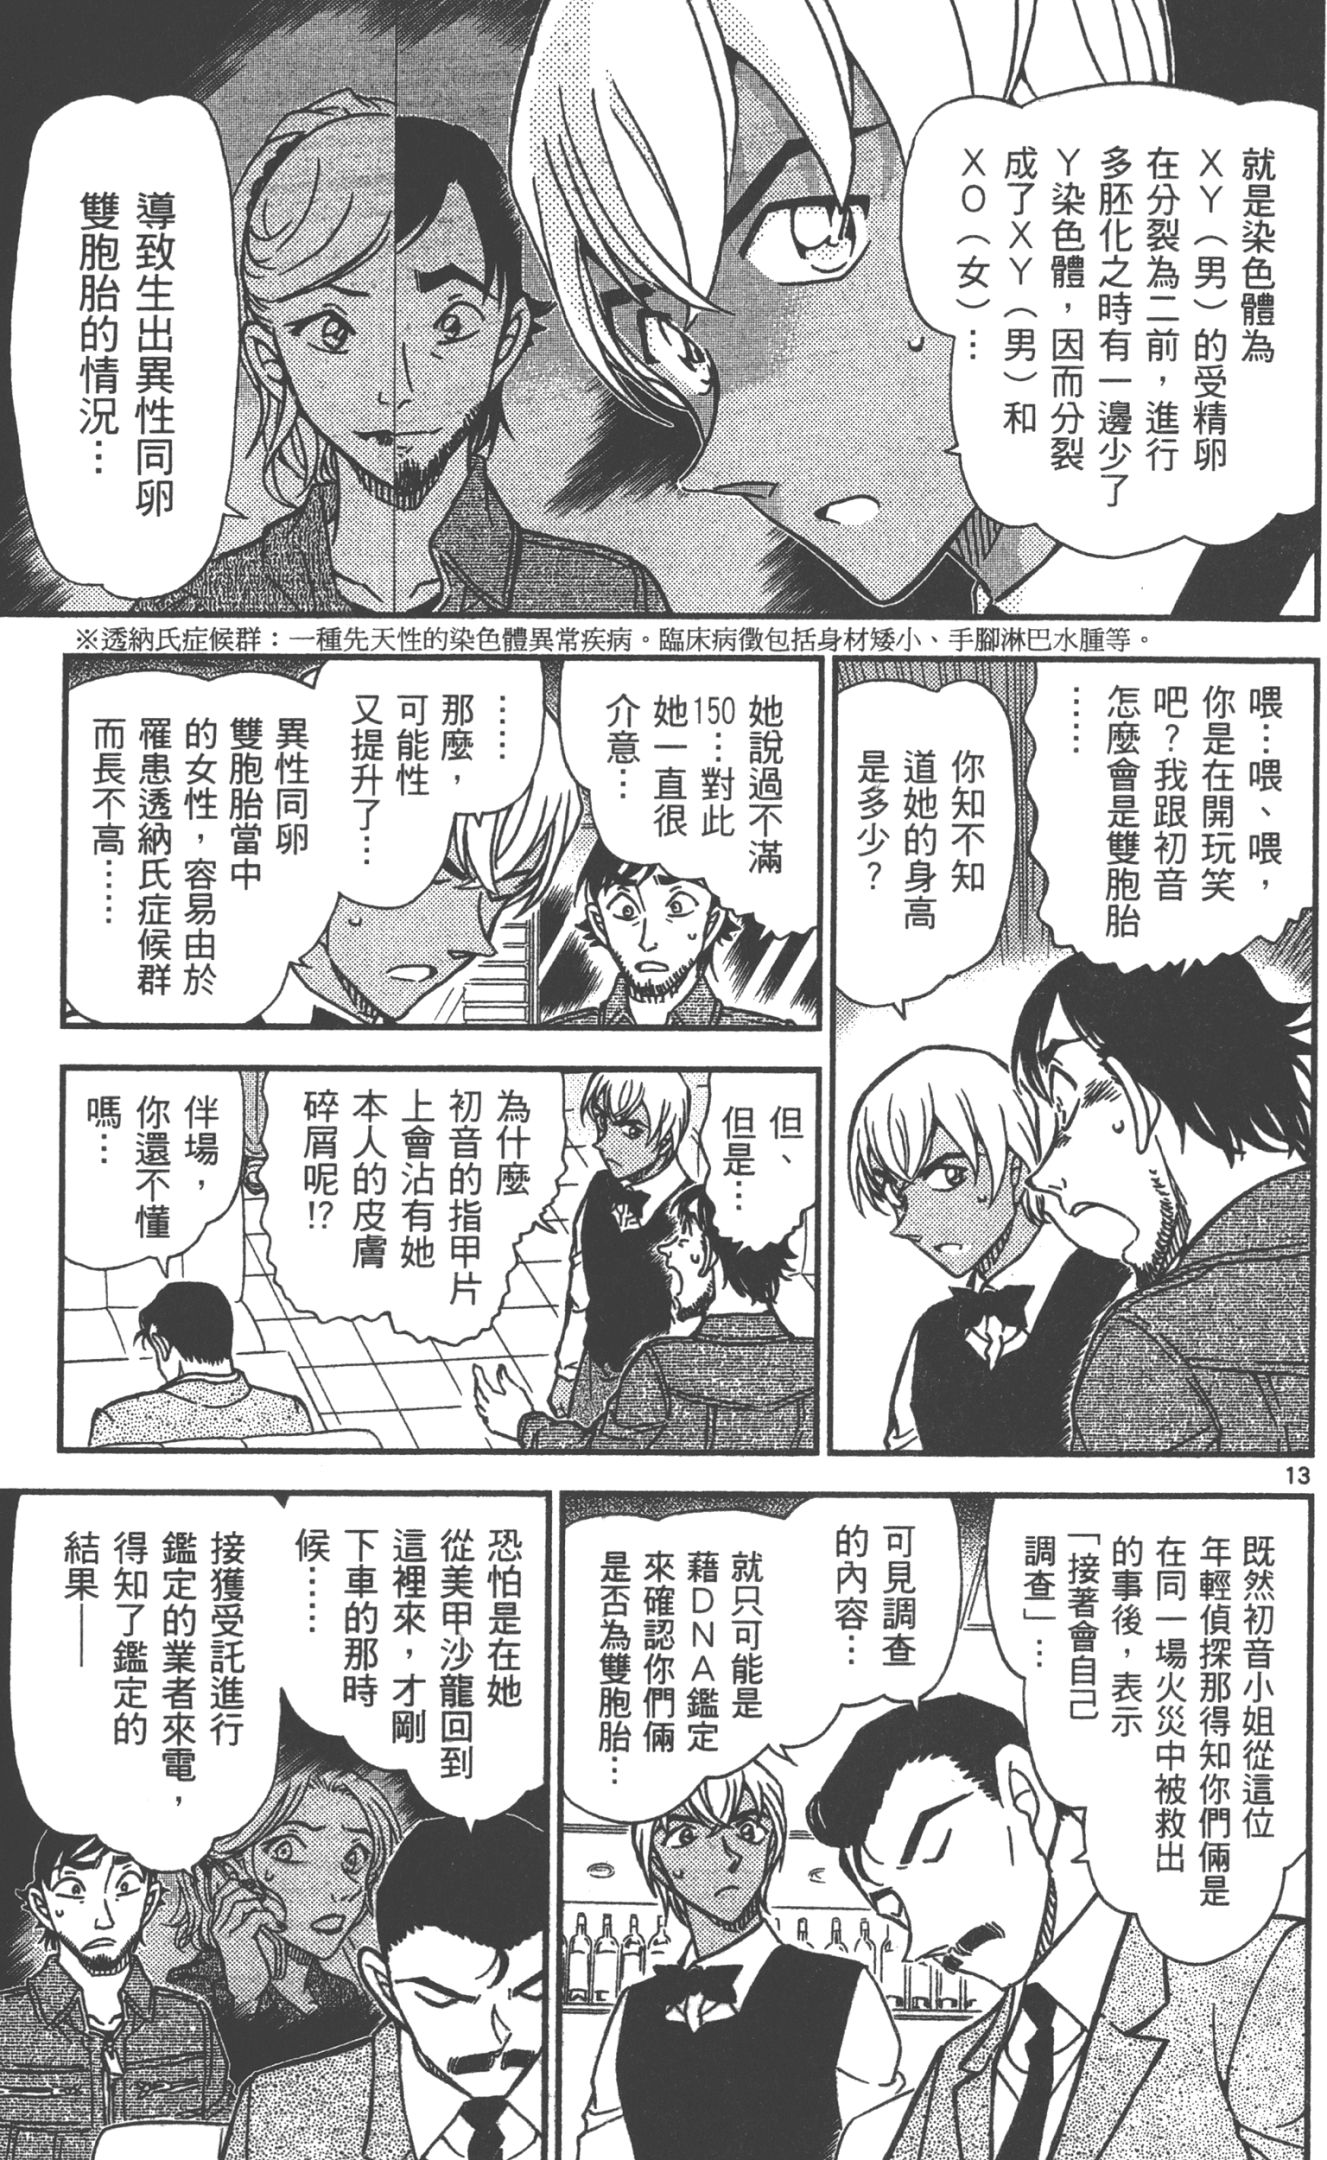 就是染色體為
ＸＹ（男）的受精卵
在分裂為二前，進行
多胚化之時有一邊少了
Ｙ染色體，因而分裂
成了ＸＹ（男）和
ＸＯ（女）…
導致生出異性同卵
雙胞胎的情況…
※透納氏症候群：一種先天性的染色體異常疾病。臨床病徵包括身材矮小、手腳淋巴水腫等。
喂…喂、喂，
你是在開玩笑
吧？我跟初音
怎麼會是雙胞胎
……
你知不知
道她的身高
是多少？
她說過不滿
150…對此
她一直很
介意…
……
那麼，
可能性
又提升了…
異性同卵
雙胞胎當中
的女性，容易由於
罹患透納氏症候群
而長不高……
但、
但是…
為什麼
初音的指甲片
上會沾有她
本人的皮膚
碎屑呢!?
伴場，
你還不懂
嗎…
13
既然初音小姐從這位
年輕偵探那得知你們倆是
在同一場火災中被救出
的事後，表示
「接著會自己
調查」…
可見調查
的內容…
就只可能是
藉ＤＮＡ鑑定
來確認你們倆
是否為雙胞胎…
恐怕是在她
從美甲沙龍回到
這裡來，才剛
下車的那時
候……
接獲受託進行
鑑定的業者來電，
得知了鑑定的
結果——